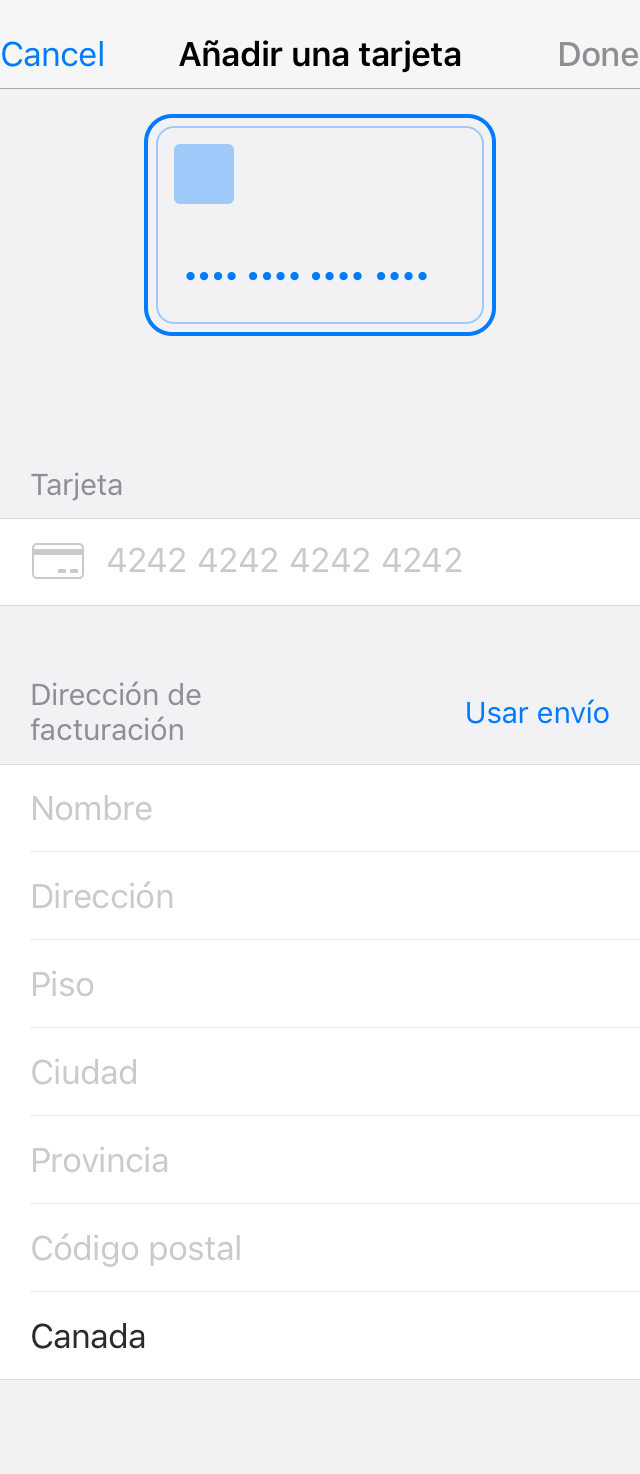 Cancel Añadir una tarjeta Done
•••• •••• •••• ••••
Tarjeta
4242 4242 4242 4242
Dirección de
facturación
Usar envío
Nombre
Dirección
Piso
Ciudad
Provincia
Código postal
Canada